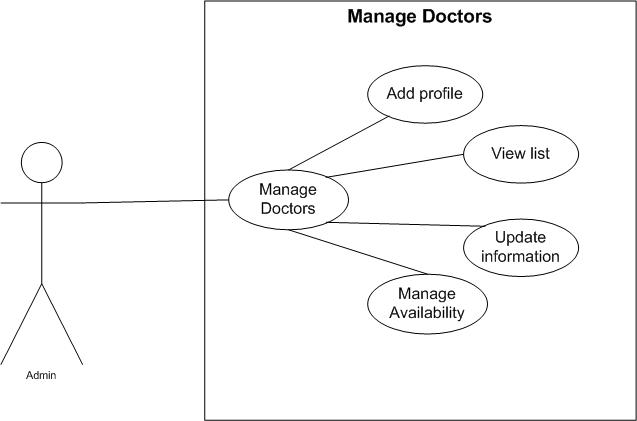 Manage Doctors
Add profile
View list
Manage
Doctors
Update
information
Manage
Availability
Admin